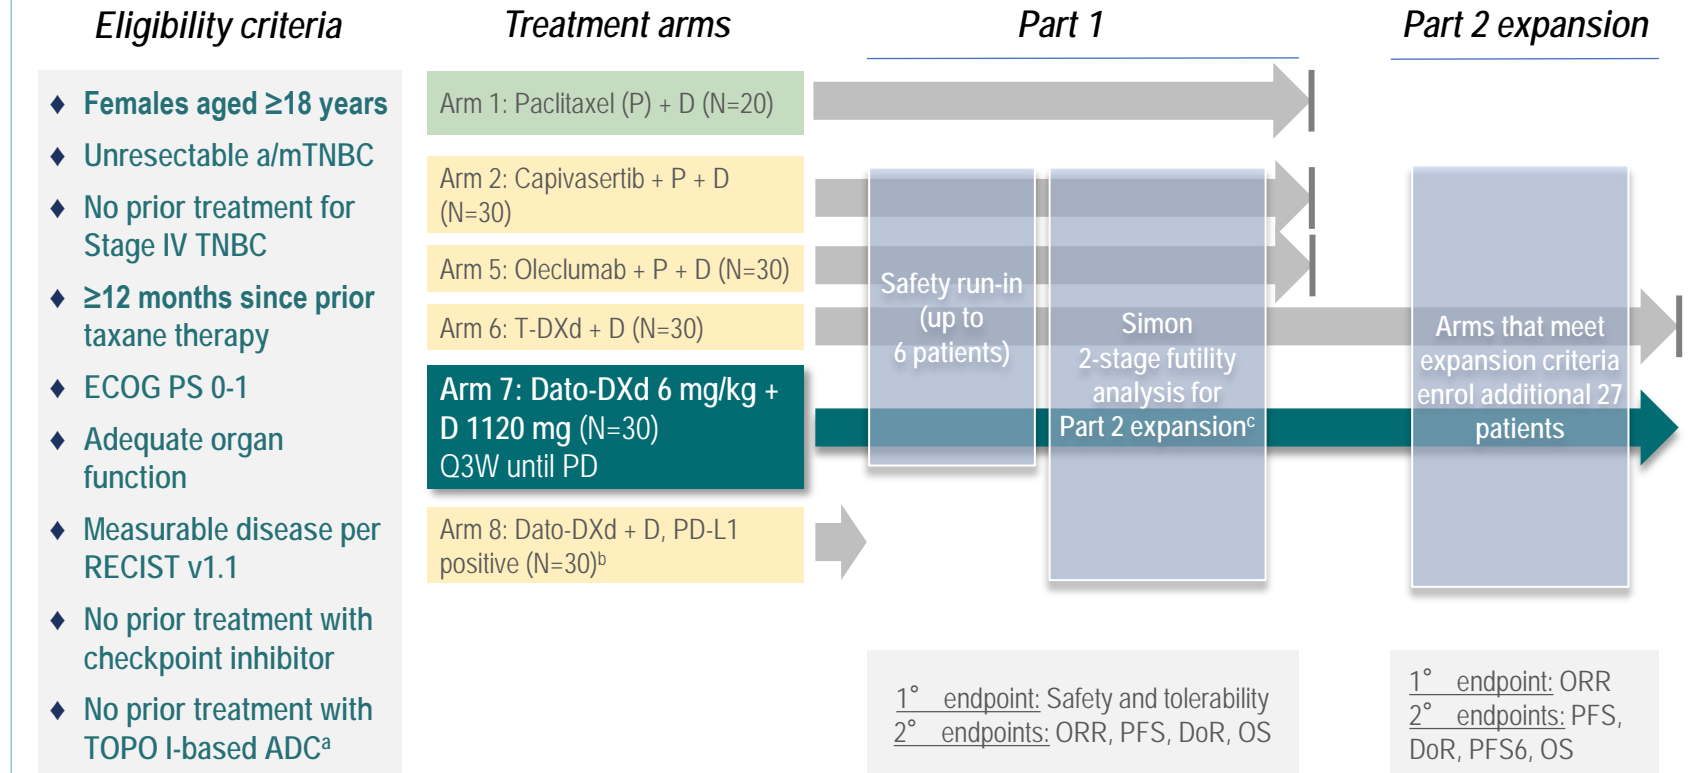 Eligibility criteria
♦ Females aged ≥18 years
♦ Unresectable a/mTNBC
♦ No prior treatment for
Stage IV TNBC
♦ ≥12 months since prior
taxane therapy
♦ ECOG PS 0-1
♦ Adequate organ
function
♦ Measurable disease per
RECIST v1.1
♦ No prior treatment with
checkpoint inhibitor
♦ No prior treatment with
TOPO I-based ADCᵃ
Treatment arms
Arm 1: Paclitaxel (P) + D (N=20)
Arm 2: Capivasertib + P + D
(N=30)
Arm 5: Oleclumab + P + D (N=30)
Arm 6: T-DXd + D (N=30)
Arm 7: Dato-DXd 6 mg/kg +
D 1120 mg (N=30)
Q3W until PD
Arm 8: Dato-DXd + D, PD-L1
positive (N=30)ᵇ
Part 1
Safety run-in
(up to
6 patients)
Simon
2-stage futility
analysis for
Part 2 expansionᶜ
1° endpoint: Safety and tolerability
2° endpoints: ORR, PFS, DoR, OS
Part 2 expansion
Arms that meet
expansion criteria
enrol additional 27
patients
1° endpoint: ORR
2° endpoints: PFS,
DoR, PFS6, OS